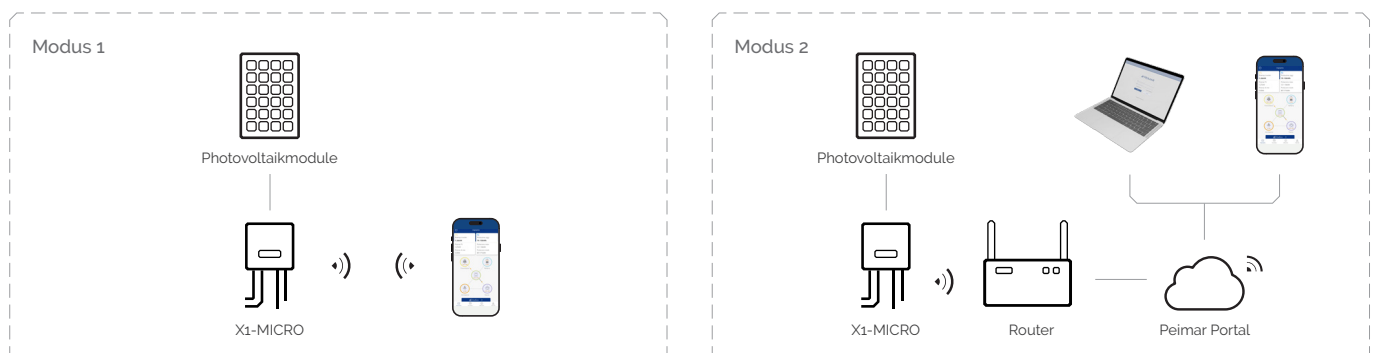 Modus 1
Photovoltaikmodule
X1-MICRO
Modus 2
Photovoltaikmodule
X1-MICRO
Router
Peimar Portal